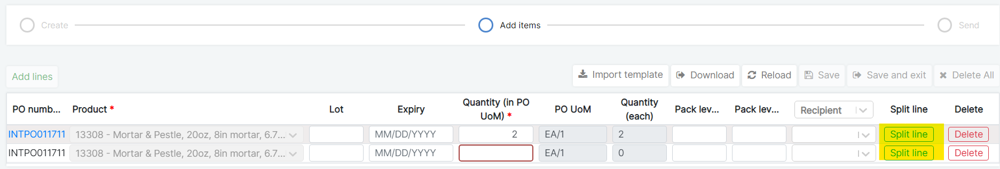 Create
Add items
Send
Add lines
Import template
Download
Reload
Save
Save and exit
Delete All
PO numb... Product * Lot Expiry Quantity (in PO UoM) * PO UoM Quantity (each) Pack lev... Pack lev... Recipient Split line Delete
INTPO011711 13308 - Mortar & Pestle, 20oz, 8in mortar, 6.7... MM/DD/YYYY 2 EA/1 2 Split line Delete
INTPO011711 13308 - Mortar & Pestle, 20oz, 8in mortar, 6.7... MM/DD/YYYY EA/1 0 Split line Delete